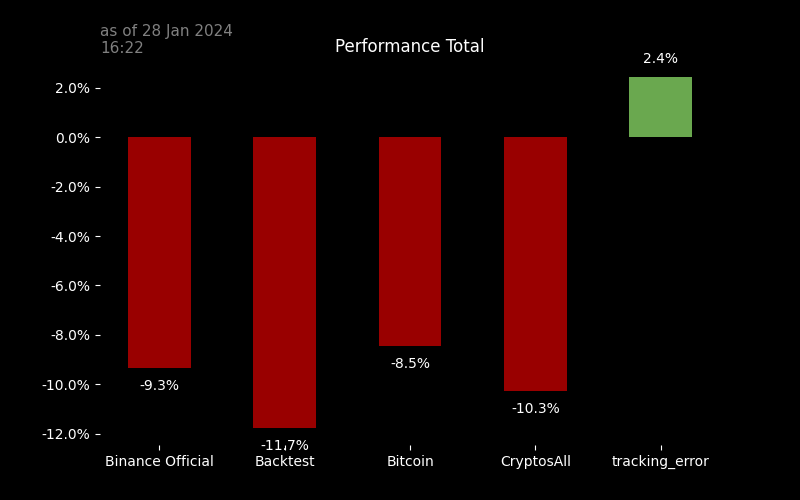 as of 28 Jan 2024
16:22
Performance Total
2.4%
2.0%
0.0%
-2.0%
-4.0%
-6.0%
-8.0%
-10.0%
-12.0%
-9.3%
-11.7%
-8.5%
-10.3%
Binance Official
Backtest
Bitcoin
CryptosAll
tracking_error